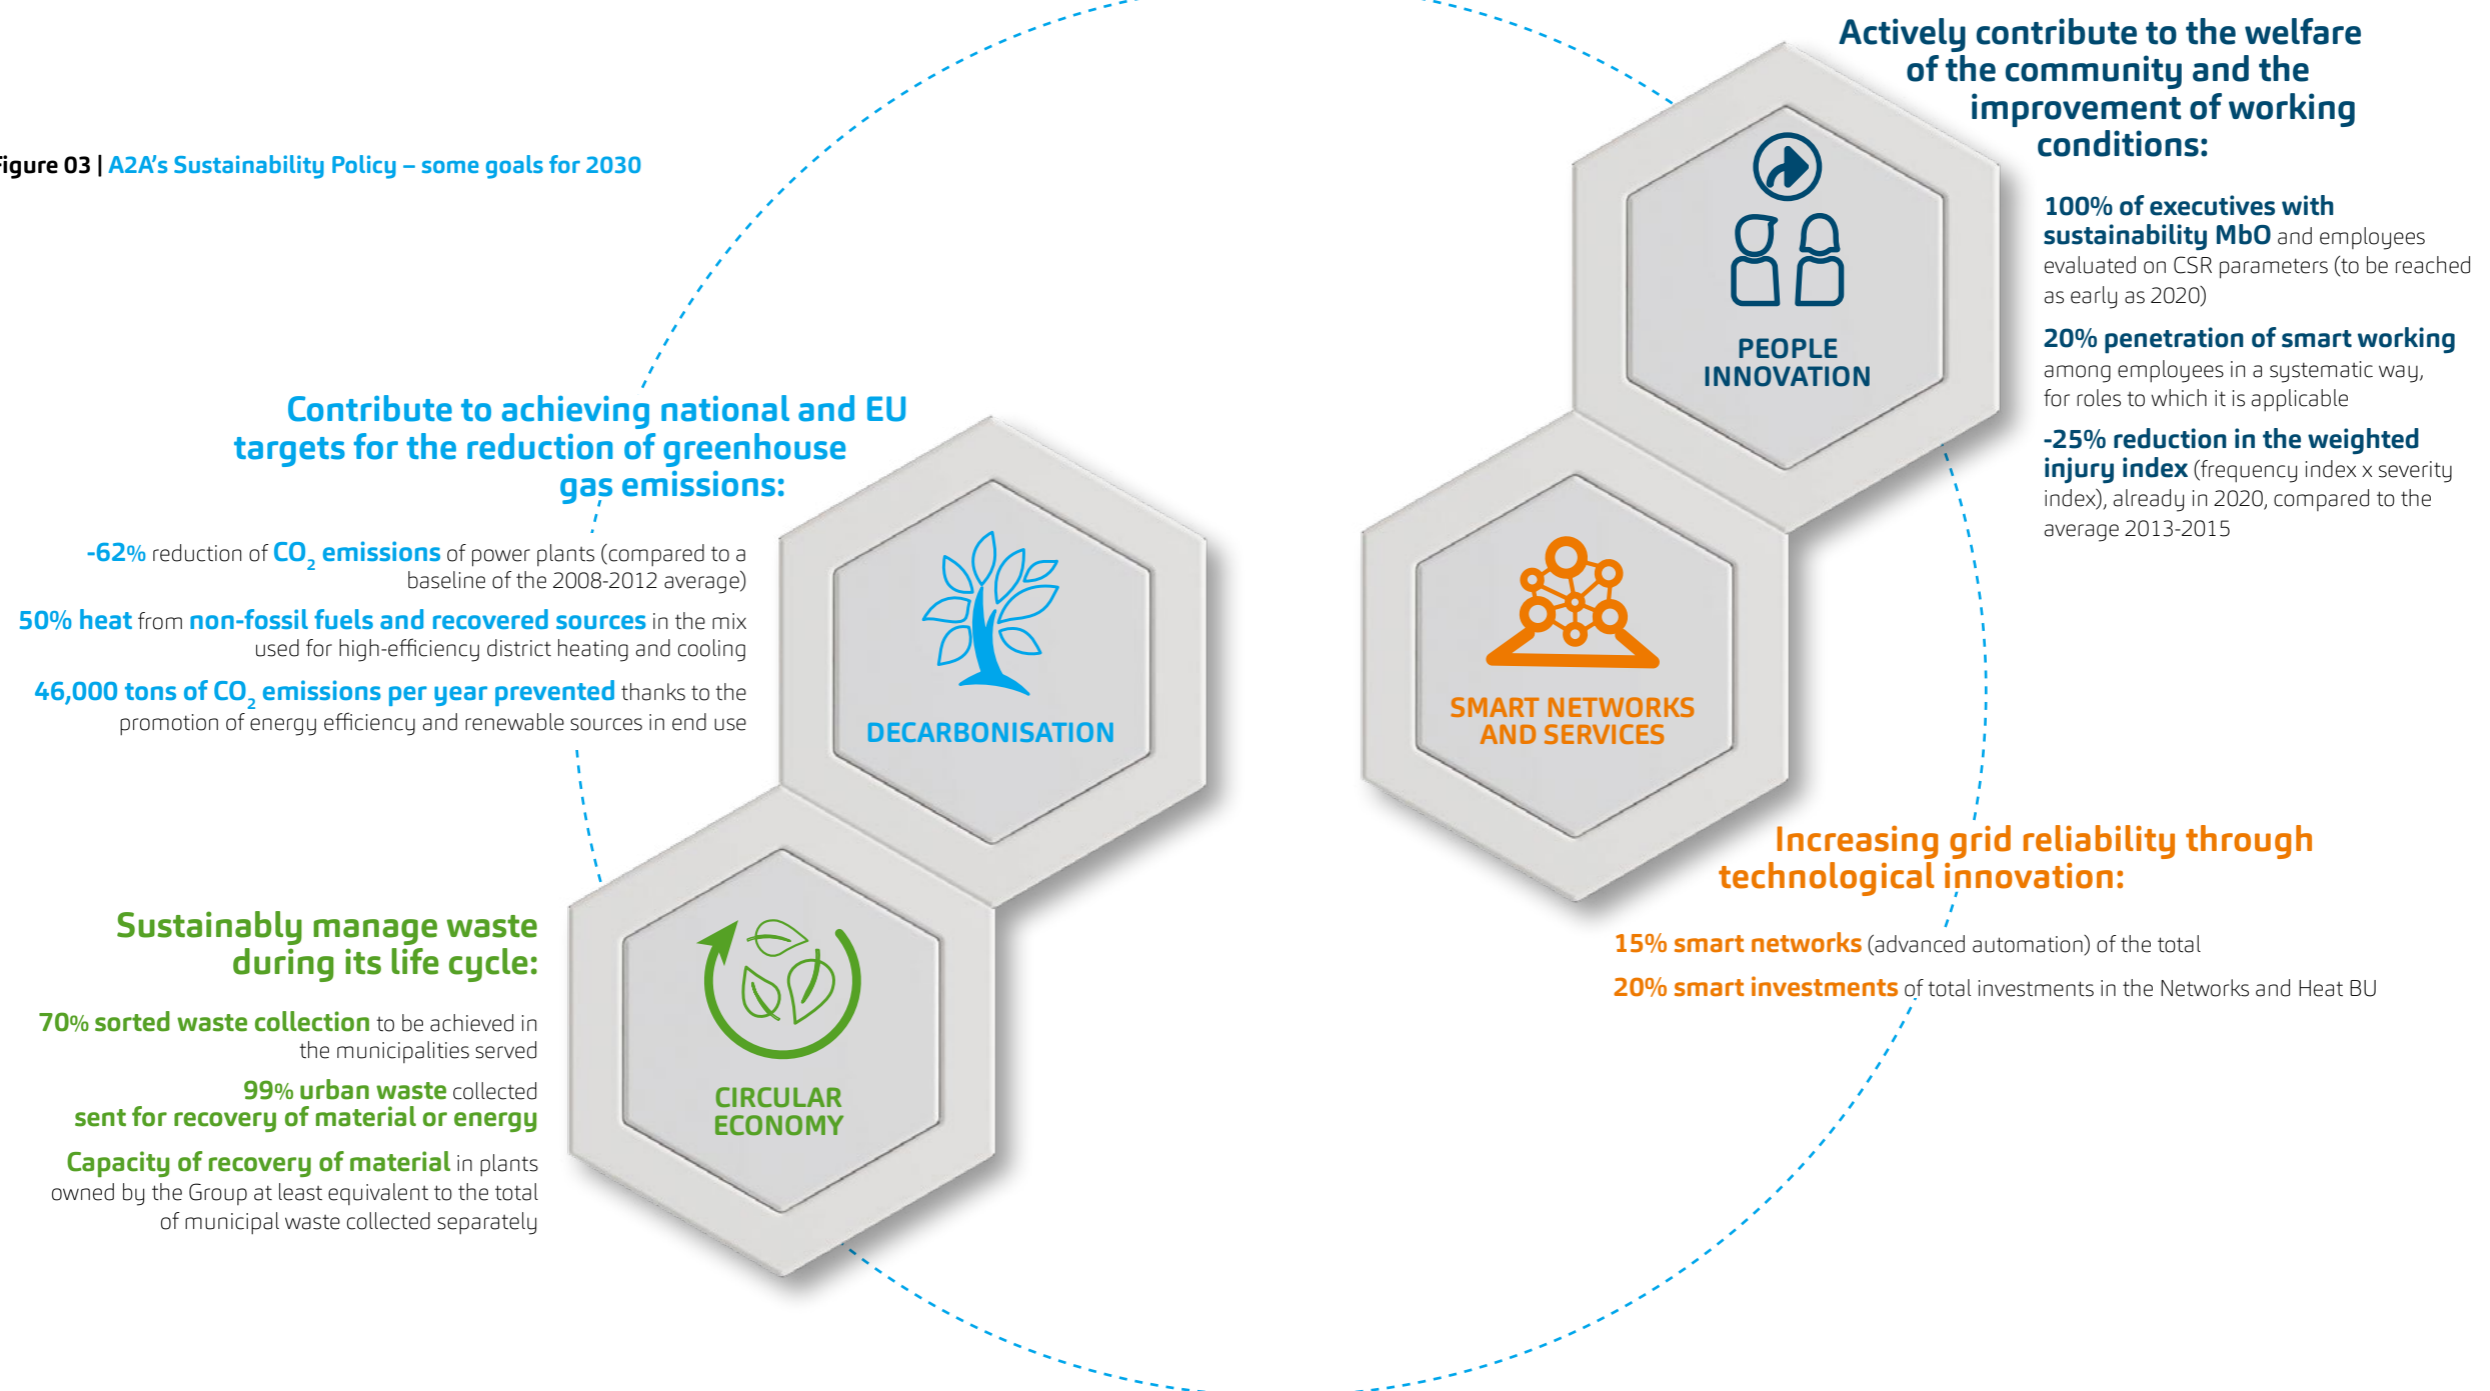 Figure 03 | A2A's Sustainability Policy – some goals for 2030
Contribute to achieving national and EU
targets for the reduction of greenhouse
gas emissions:
-62% reduction of CO₂ emissions of power plants (compared to a
baseline of the 2008-2012 average)
50% heat from non-fossil fuels and recovered sources in the mix
used for high-efficiency district heating and cooling
46,000 tons of CO₂ emissions per year prevented thanks to the
promotion of energy efficiency and renewable sources in end use
DECARBONISATION
Sustainably manage waste
during its life cycle:
70% sorted waste collection to be achieved in
the municipalities served
99% urban waste collected
sent for recovery of material or energy
Capacity of recovery of material in plants
owned by the Group at least equivalent to the total
of municipal waste collected separately
CIRCULAR
ECONOMY
Actively contribute to the welfare
of the community and the
improvement of working
conditions:
100% of executives with
sustainability MbO and employees
evaluated on CSR parameters (to be reached
as early as 2020)
20% penetration of smart working
among employees in a systematic way,
for roles to which it is applicable
-25% reduction in the weighted
injury index (frequency index x severity
index), already in 2020, compared to the
average 2013-2015
PEOPLE
INNOVATION
SMART NETWORKS
AND SERVICES
Increasing grid reliability through
technological innovation:
15% smart networks (advanced automation) of the total
20% smart investments of total investments in the Networks and Heat BU